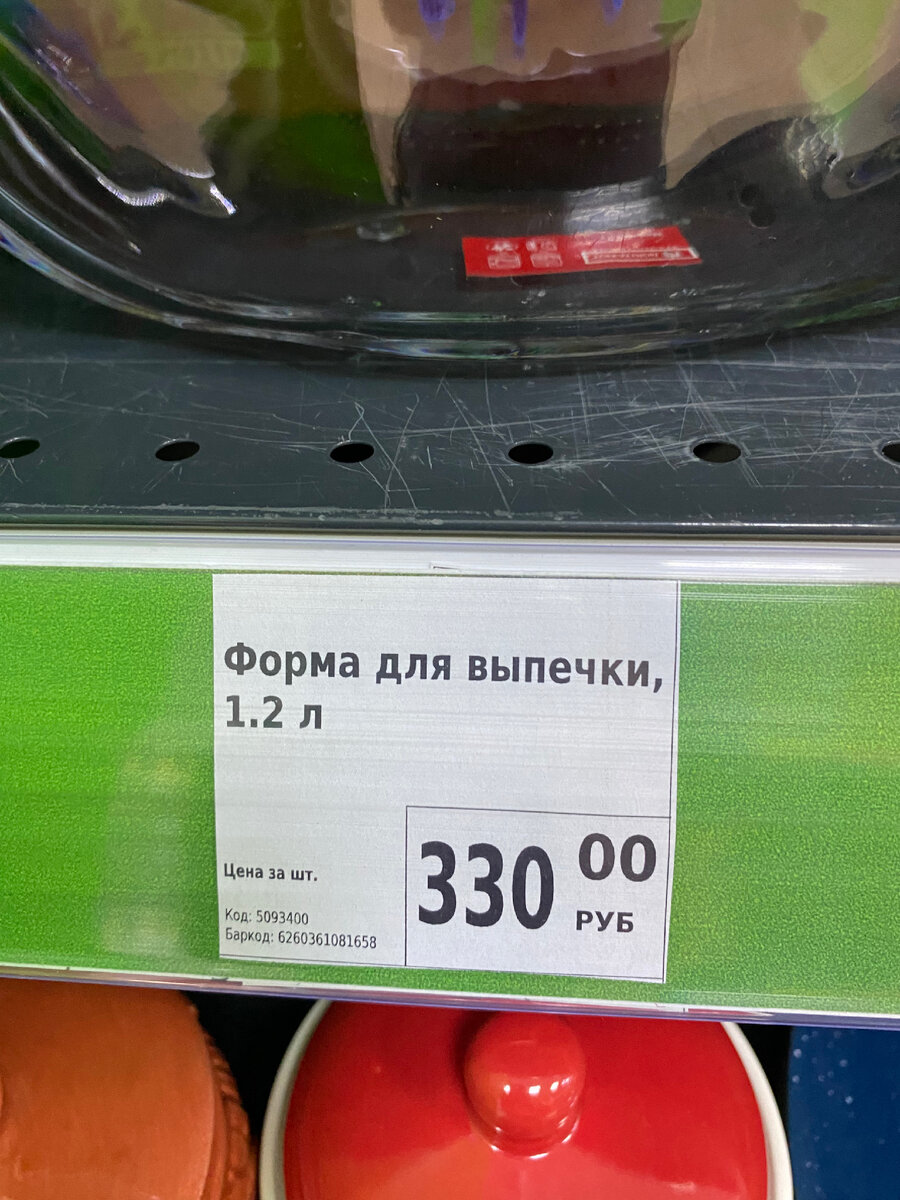 Форма для выпечки,
1.2 л
Цена за шт.
330 00
РУБ
Код: 5093400
Баркод: 6260361081658